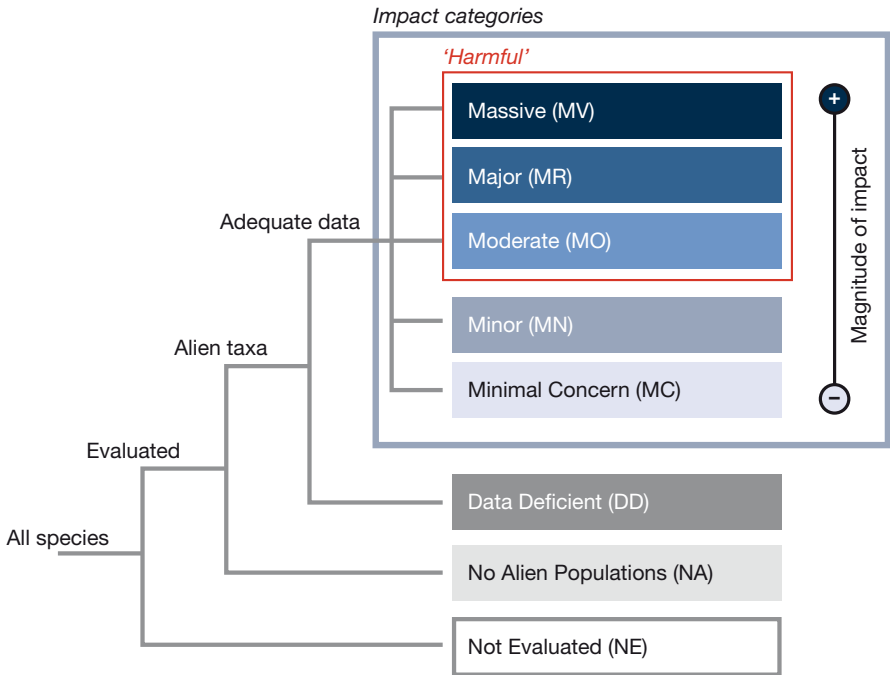 Impact categories
‘Harmful’
Massive (MV)
+
Major (MR)
Adequate data
Moderate (MO)
Magnitude of impact
Minor (MN)
Alien taxa
Minimal Concern (MC)
−
Evaluated
Data Deficient (DD)
All species
No Alien Populations (NA)
Not Evaluated (NE)